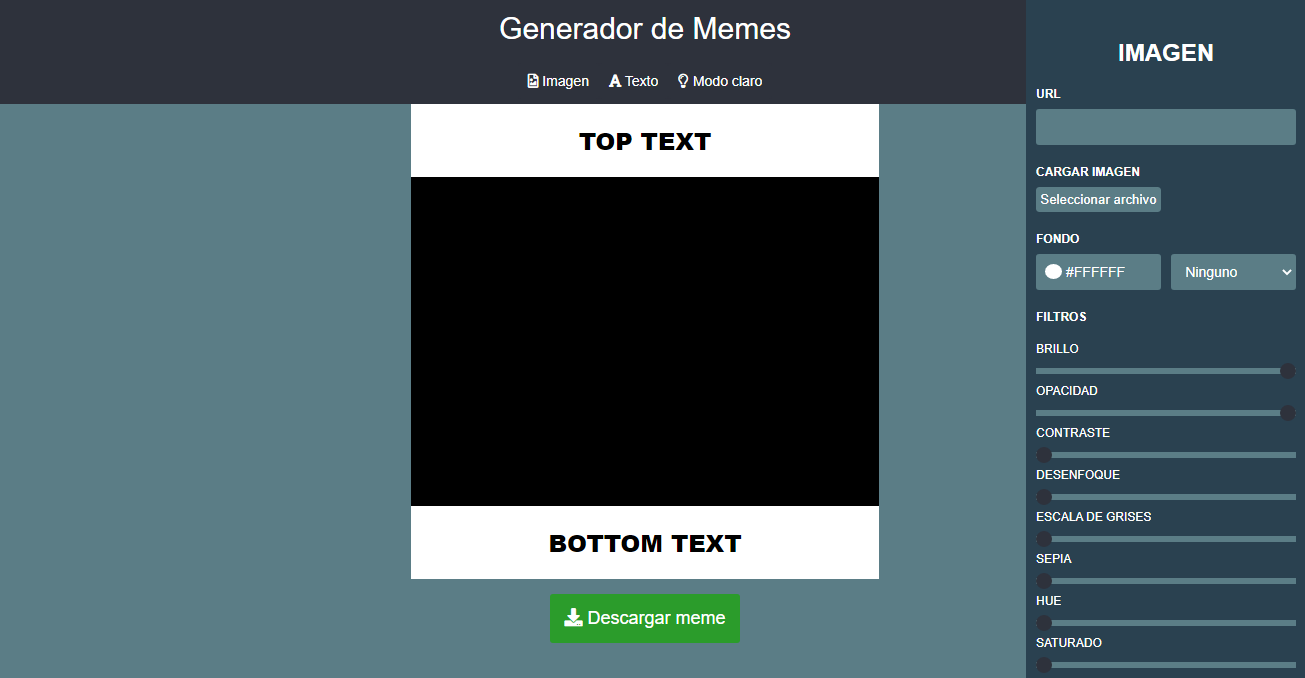 Generador de Memes
Imagen Texto Modo claro
TOP TEXT
BOTTOM TEXT
Descargar meme
IMAGEN
URL
CARGAR IMAGEN
Seleccionar archivo
FONDO
#FFFFFF Ninguno
FILTROS
BRILLO
OPACIDAD
CONTRASTE
DESENFOQUE
ESCALA DE GRISES
SEPIA
HUE
SATURADO